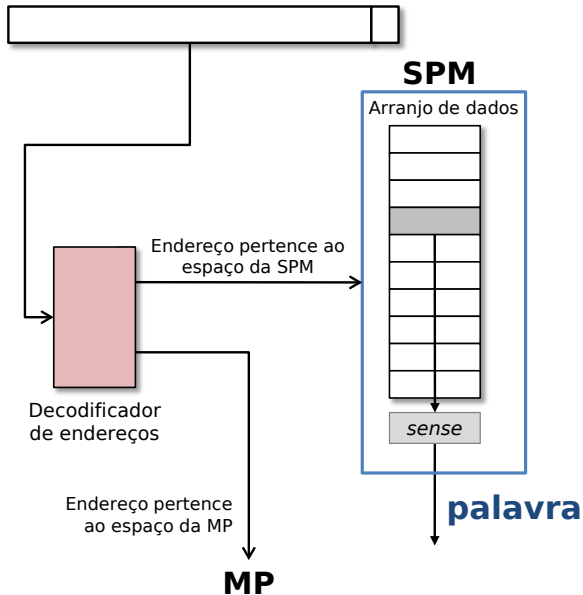 SPM
Arranjo de dados
Endereço pertence ao
espaço da SPM
Decodificador
de endereços
sense
Endereço pertence
ao espaço da MP
palavra
MP